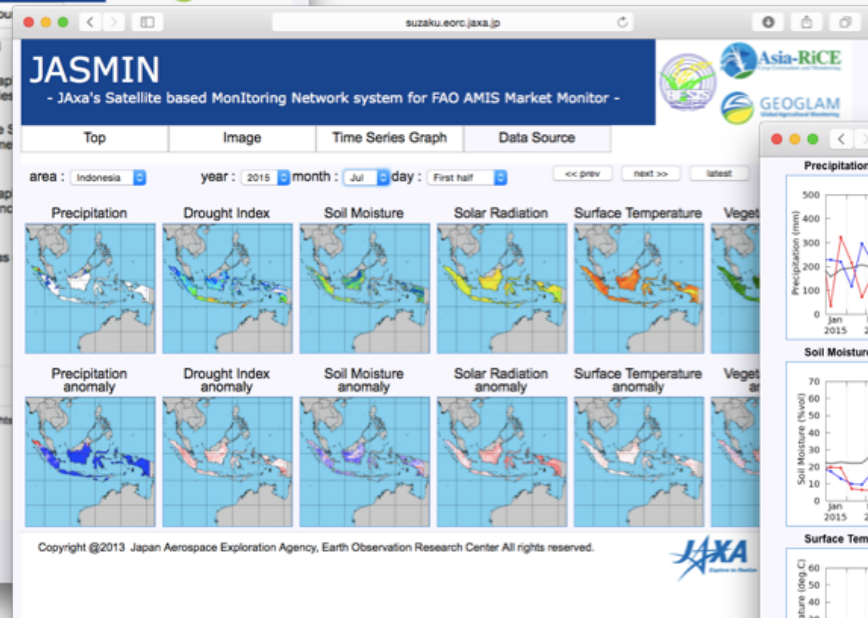 suzaku.eorc.jaxa.jp
JASMIN
- JAxa's Satellite based MonItoring Network system for FAO AMIS Market Monitor -
Asia-RiCE
GEOGLAM
Top
Image
Time Series Graph
Data Source
area : Indonesia
year : 2015
month : Jul
day : First half
<< prev
next >>
latest
Precipitation
Drought Index
Soil Moisture
Solar Radiation
Surface Temperature
Veget
Precipitation anomaly
Drought Index anomaly
Soil Moisture anomaly
Solar Radiation anomaly
Surface Temperature anomaly
Veget
Copyright @2013 Japan Aerospace Exploration Agency, Earth Observation Research Center All rights reserved.
JAXA
Precipitation
Precipitation (mm)
500
400
300
200
100
0
Jan
2015
Soil Moisture
Soil Moisture (%vol)
70
60
50
40
30
20
10
0
Jan
2015
Surface Tem
ature (deg.C)
60
50
40